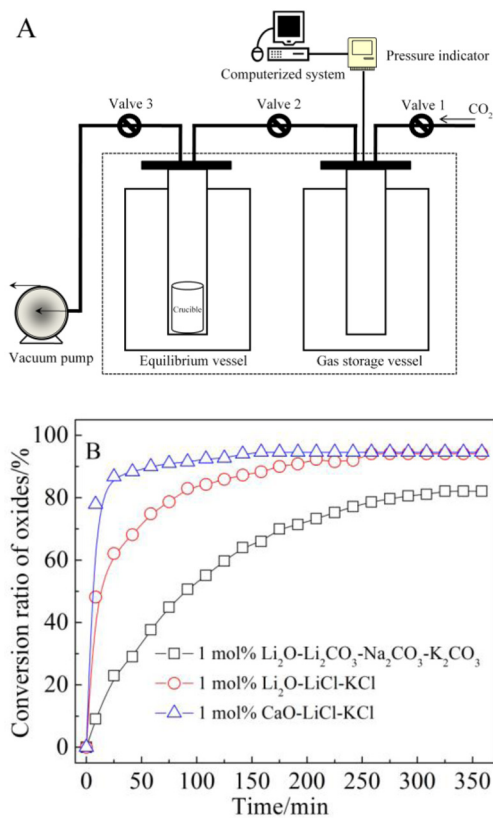 A
Computerized system
Pressure indicator
Valve 3
Valve 2
Valve 1
CO₂
Crucible
Vacuum pump
Equilibrium vessel
Gas storage vessel
B
Conversion ratio of oxides/%
100
80
60
40
20
0
1 mol% Li₂O-Li₂CO₃-Na₂CO₃-K₂CO₃
1 mol% Li₂O-LiCl-KCl
1 mol% CaO-LiCl-KCl
0 50 100 150 200 250 300 350
Time/min